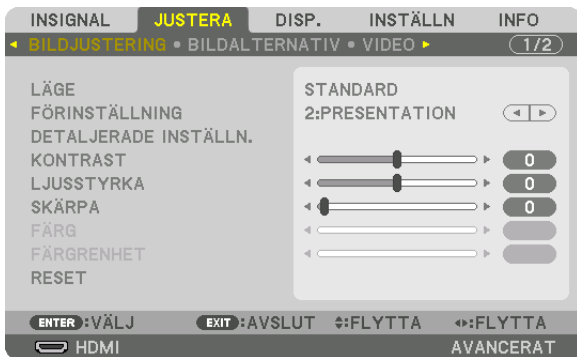 INSIGNAL JUSTERA DISP. INSTÄLLN INFO
BILDJUSTERING • BILDALTERNATIV • VIDEO 1/2
LÄGE STANDARD
FÖRINSTÄLLNING 2:PRESENTATION
DETALJERADE INSTÄLLN.
KONTRAST 0
LJUSSTYRKA 0
SKÄRPA 0
FÄRG
FÄRGRENHET
RESET
ENTER:VÄLJ EXIT:AVSLUT :FLYTTA :FLYTTA
HDMI AVANCERAT